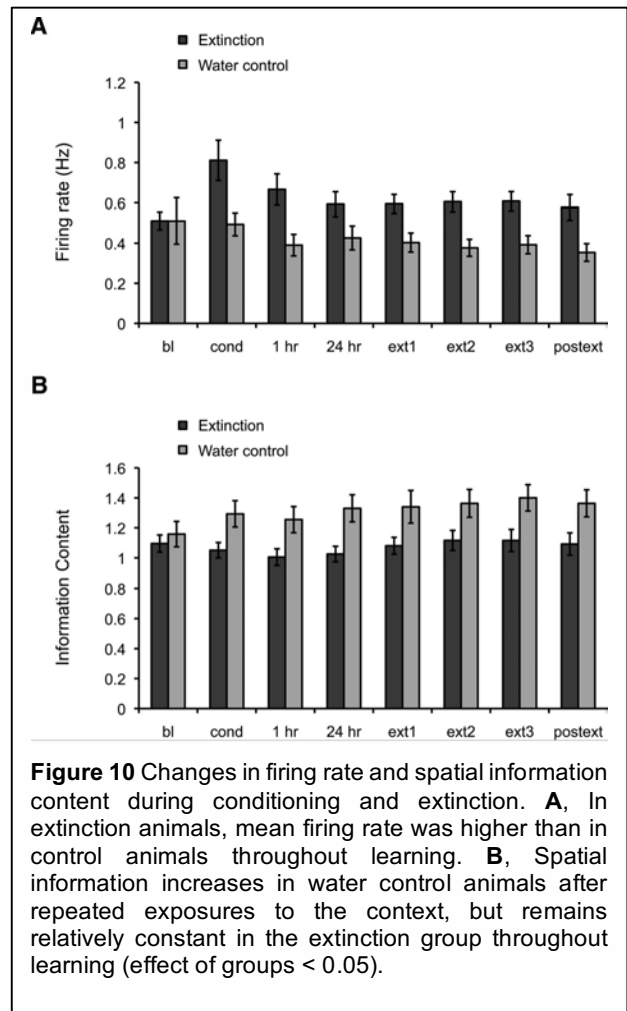 A
Extinction
Water control
1.2
1
0.8
0.6
0.4
0.2
0
Firing rate (Hz)
bl cond 1 hr 24 hr ext1 ext2 ext3 postext
B
Extinction
Water control
1.6
1.4
1.2
1
0.8
0.6
0.4
0.2
0
Information Content
bl cond 1 hr 24 hr ext1 ext2 ext3 postext
Figure 10 Changes in firing rate and spatial information
content during conditioning and extinction. A, In
extinction animals, mean firing rate was higher than in
control animals throughout learning. B, Spatial
information increases in water control animals after
repeated exposures to the context, but remains
relatively constant in the extinction group throughout
learning (effect of groups < 0.05).